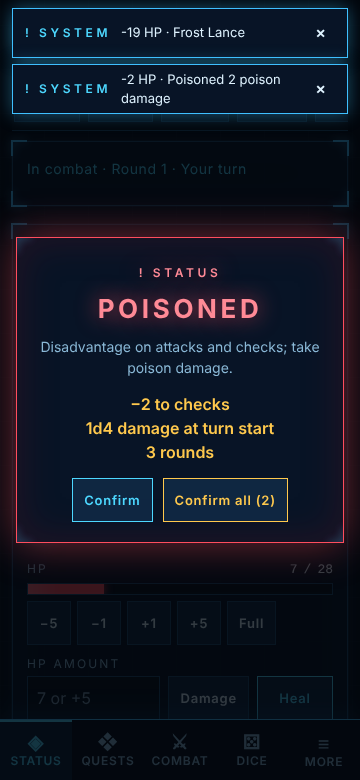 ! SYSTEM -19 HP · Frost Lance ×
! SYSTEM -2 HP · Poisoned 2 poison
damage ×
In combat · Round 1 · Your turn
! STATUS
POISONED
Disadvantage on attacks and checks; take
poison damage.
−2 to checks
1d4 damage at turn start
3 rounds
Confirm Confirm all (2)
HP 7 / 28
−5 −1 +1 +5 Full
HP AMOUNT
7 or +5 Damage Heal
STATUS QUESTS COMBAT DICE MORE